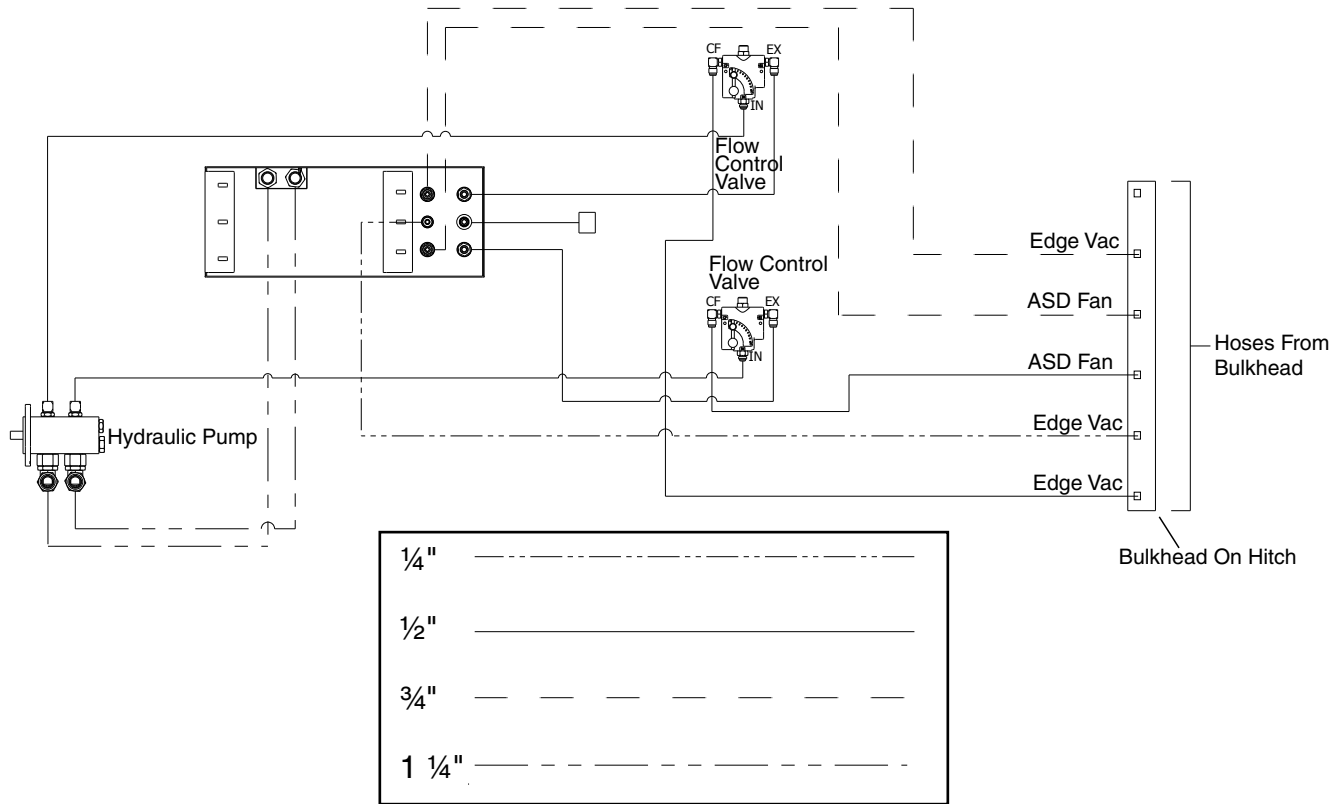 CF
EX
IN
Flow
Control
Valve
Flow Control
Valve
CF
EX
IN
Edge Vac
ASD Fan
ASD Fan
Edge Vac
Edge Vac
Hoses From
Bulkhead
Hydraulic Pump
Bulkhead On Hitch
¼"
½"
¾"
1 ¼"